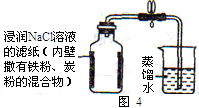 浸润NaCl溶液
的滤纸（内壁
撒有铁粉、炭
粉的混合物）
蒸
馏
水
图 4